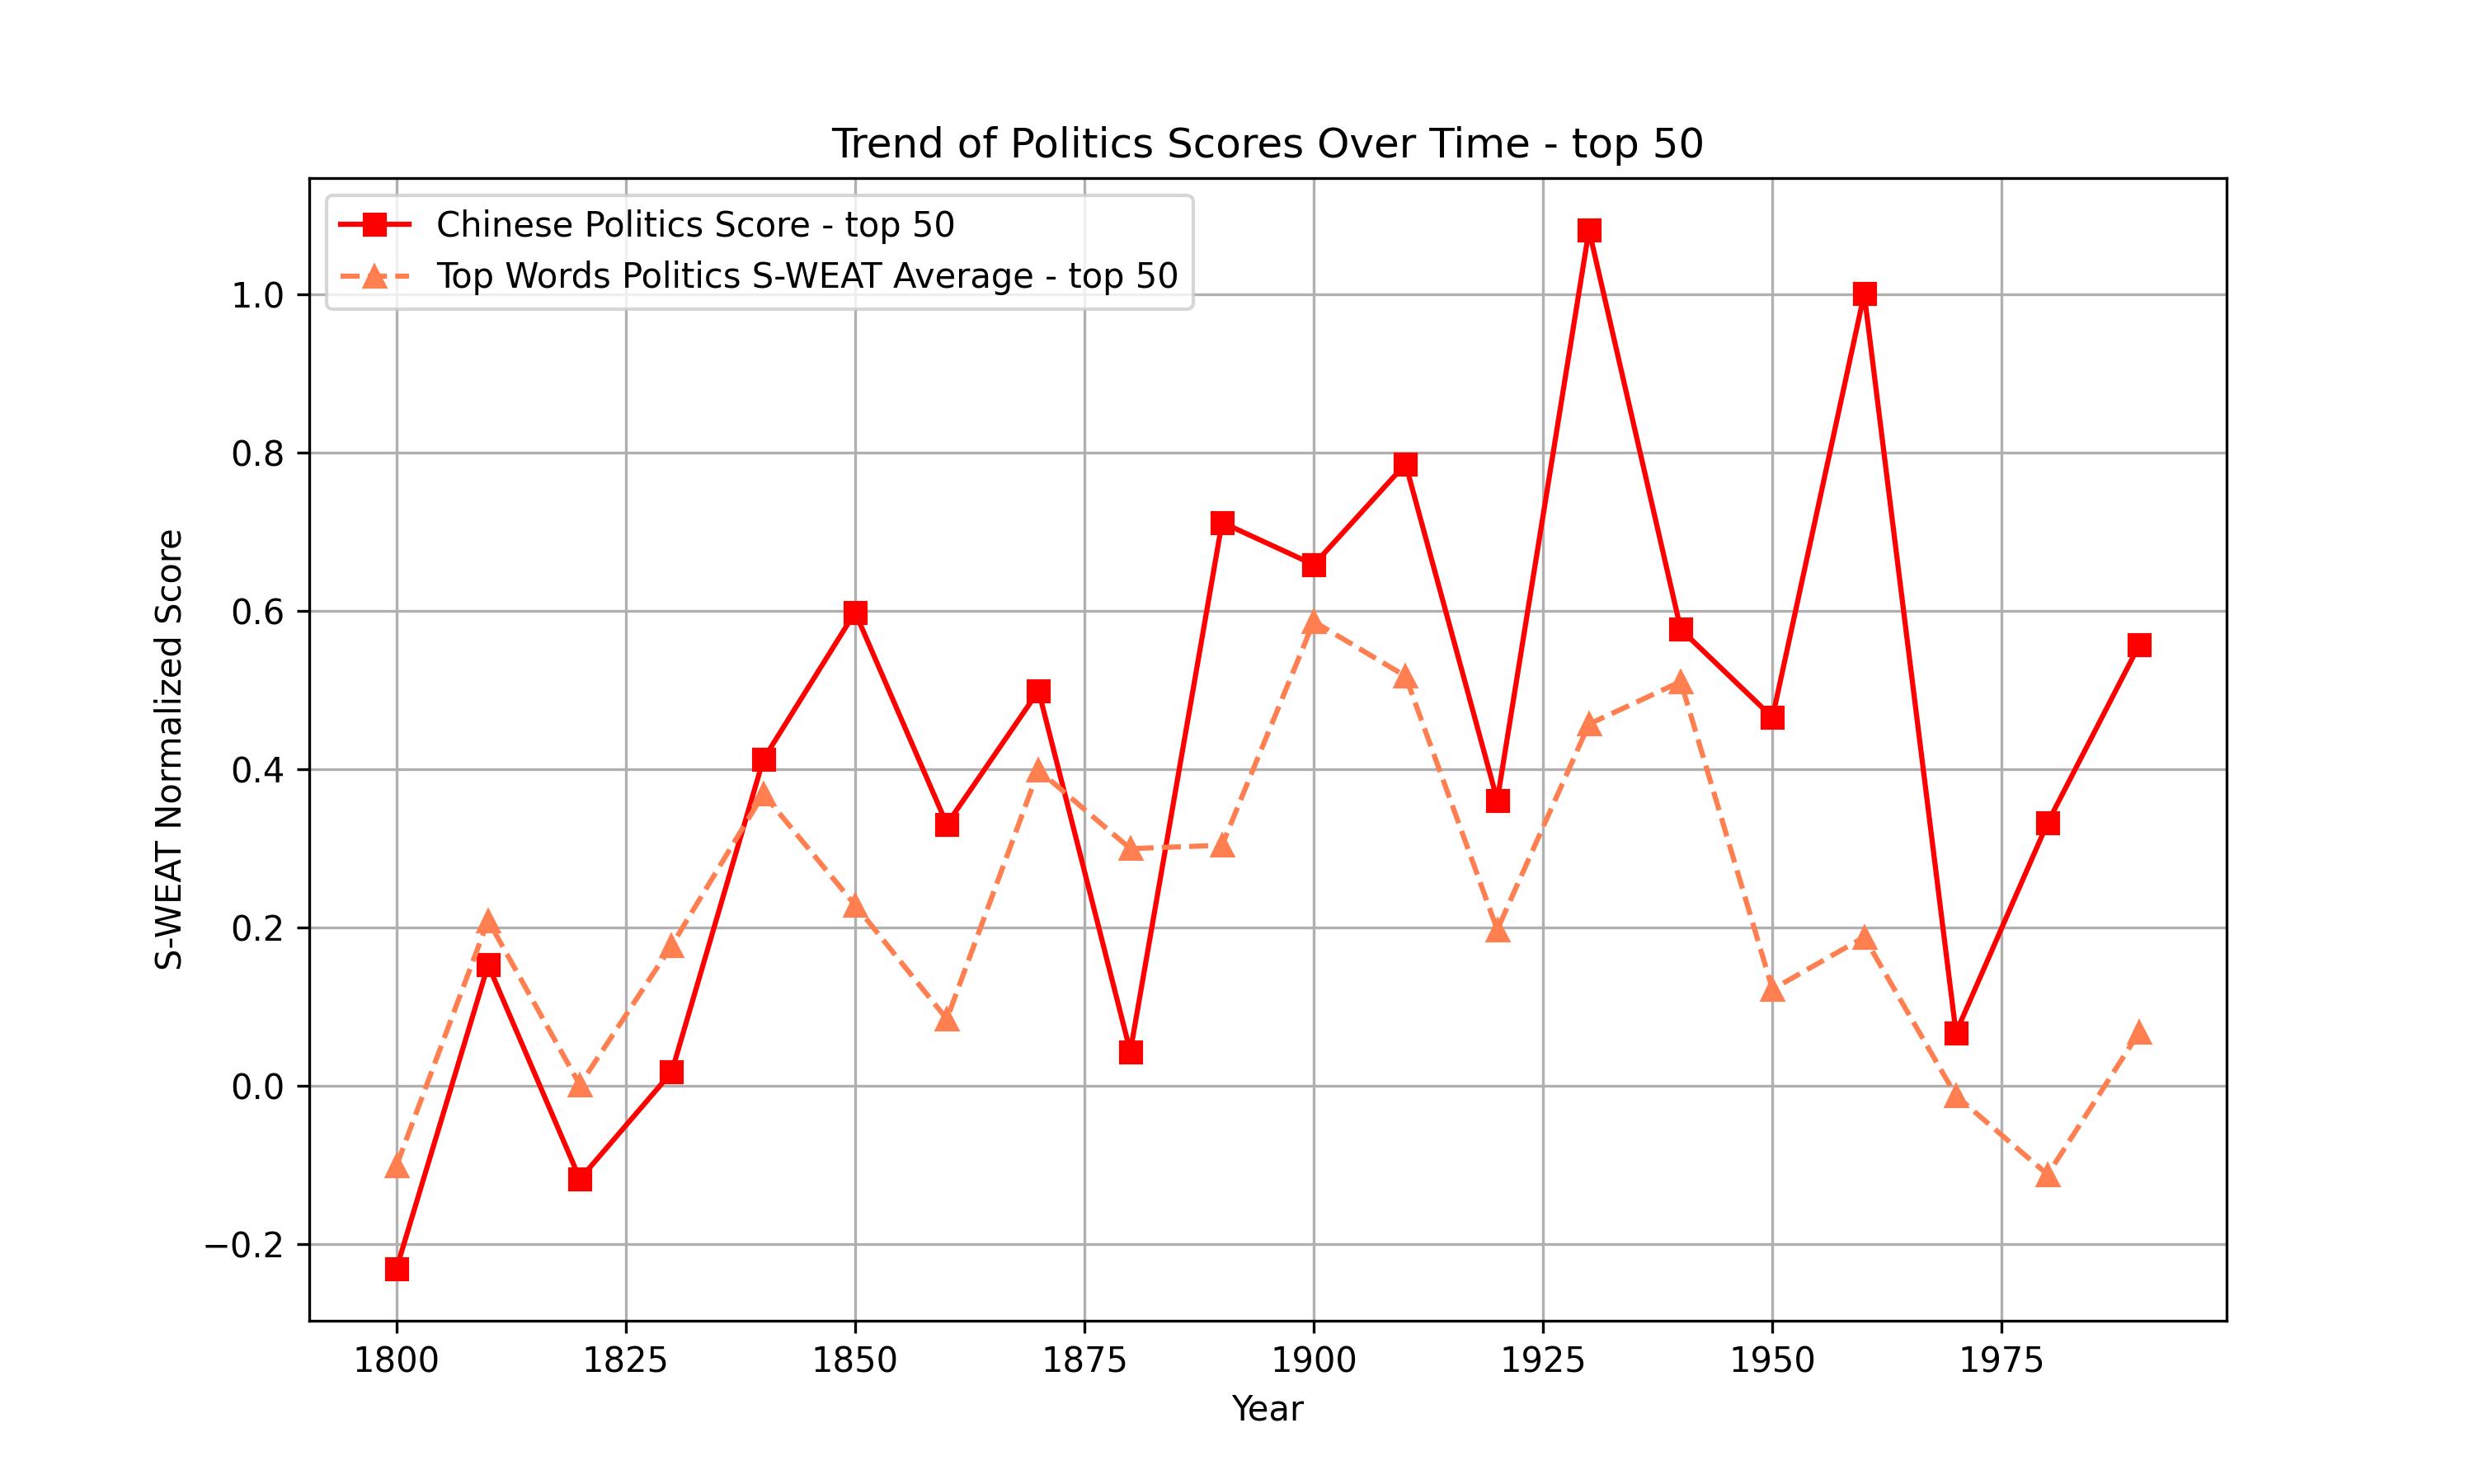 Trend of Politics Scores Over Time - top 50
Chinese Politics Score - top 50
Top Words Politics S-WEAT Average - top 50
S-WEAT Normalized Score
1.0
0.8
0.6
0.4
0.2
0.0
−0.2
1800 1825 1850 1875 1900 1925 1950 1975
Year